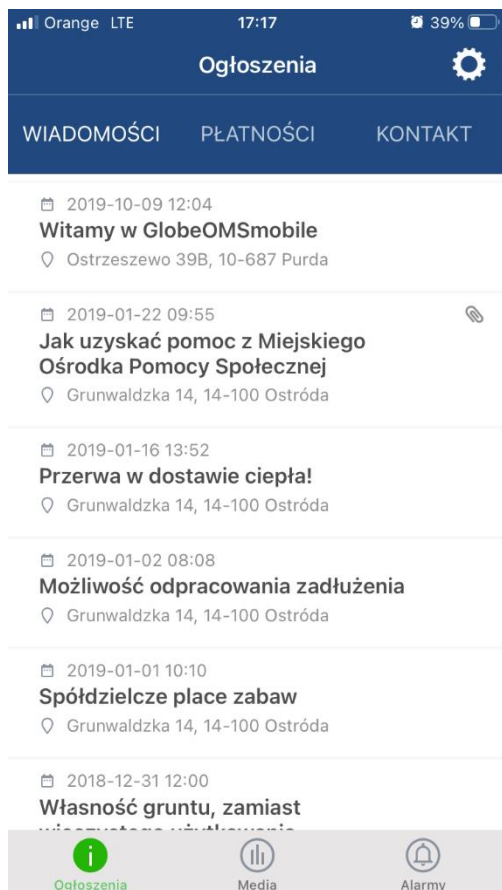 Orange LTE 17:17 39%
Ogłoszenia
WIADOMOŚCI PŁATNOŚCI KONTAKT
2019-10-09 12:04
Witamy w GlobeOMSmobile
Ostrzeszewo 39B, 10-687 Purda
2019-01-22 09:55
Jak uzyskać pomoc z Miejskiego
Ośrodka Pomocy Społecznej
Grunwaldzka 14, 14-100 Ostróda
2019-01-16 13:52
Przerwa w dostawie ciepła!
Grunwaldzka 14, 14-100 Ostróda
2019-01-02 08:08
Możliwość odpracowania zadłużenia
Grunwaldzka 14, 14-100 Ostróda
2019-01-01 10:10
Spółdzielcze place zabaw
Grunwaldzka 14, 14-100 Ostróda
2018-12-31 12:00
Własność gruntu, zamiast
wieczystego użytkowania
Ogłoszenia Media Alarmy